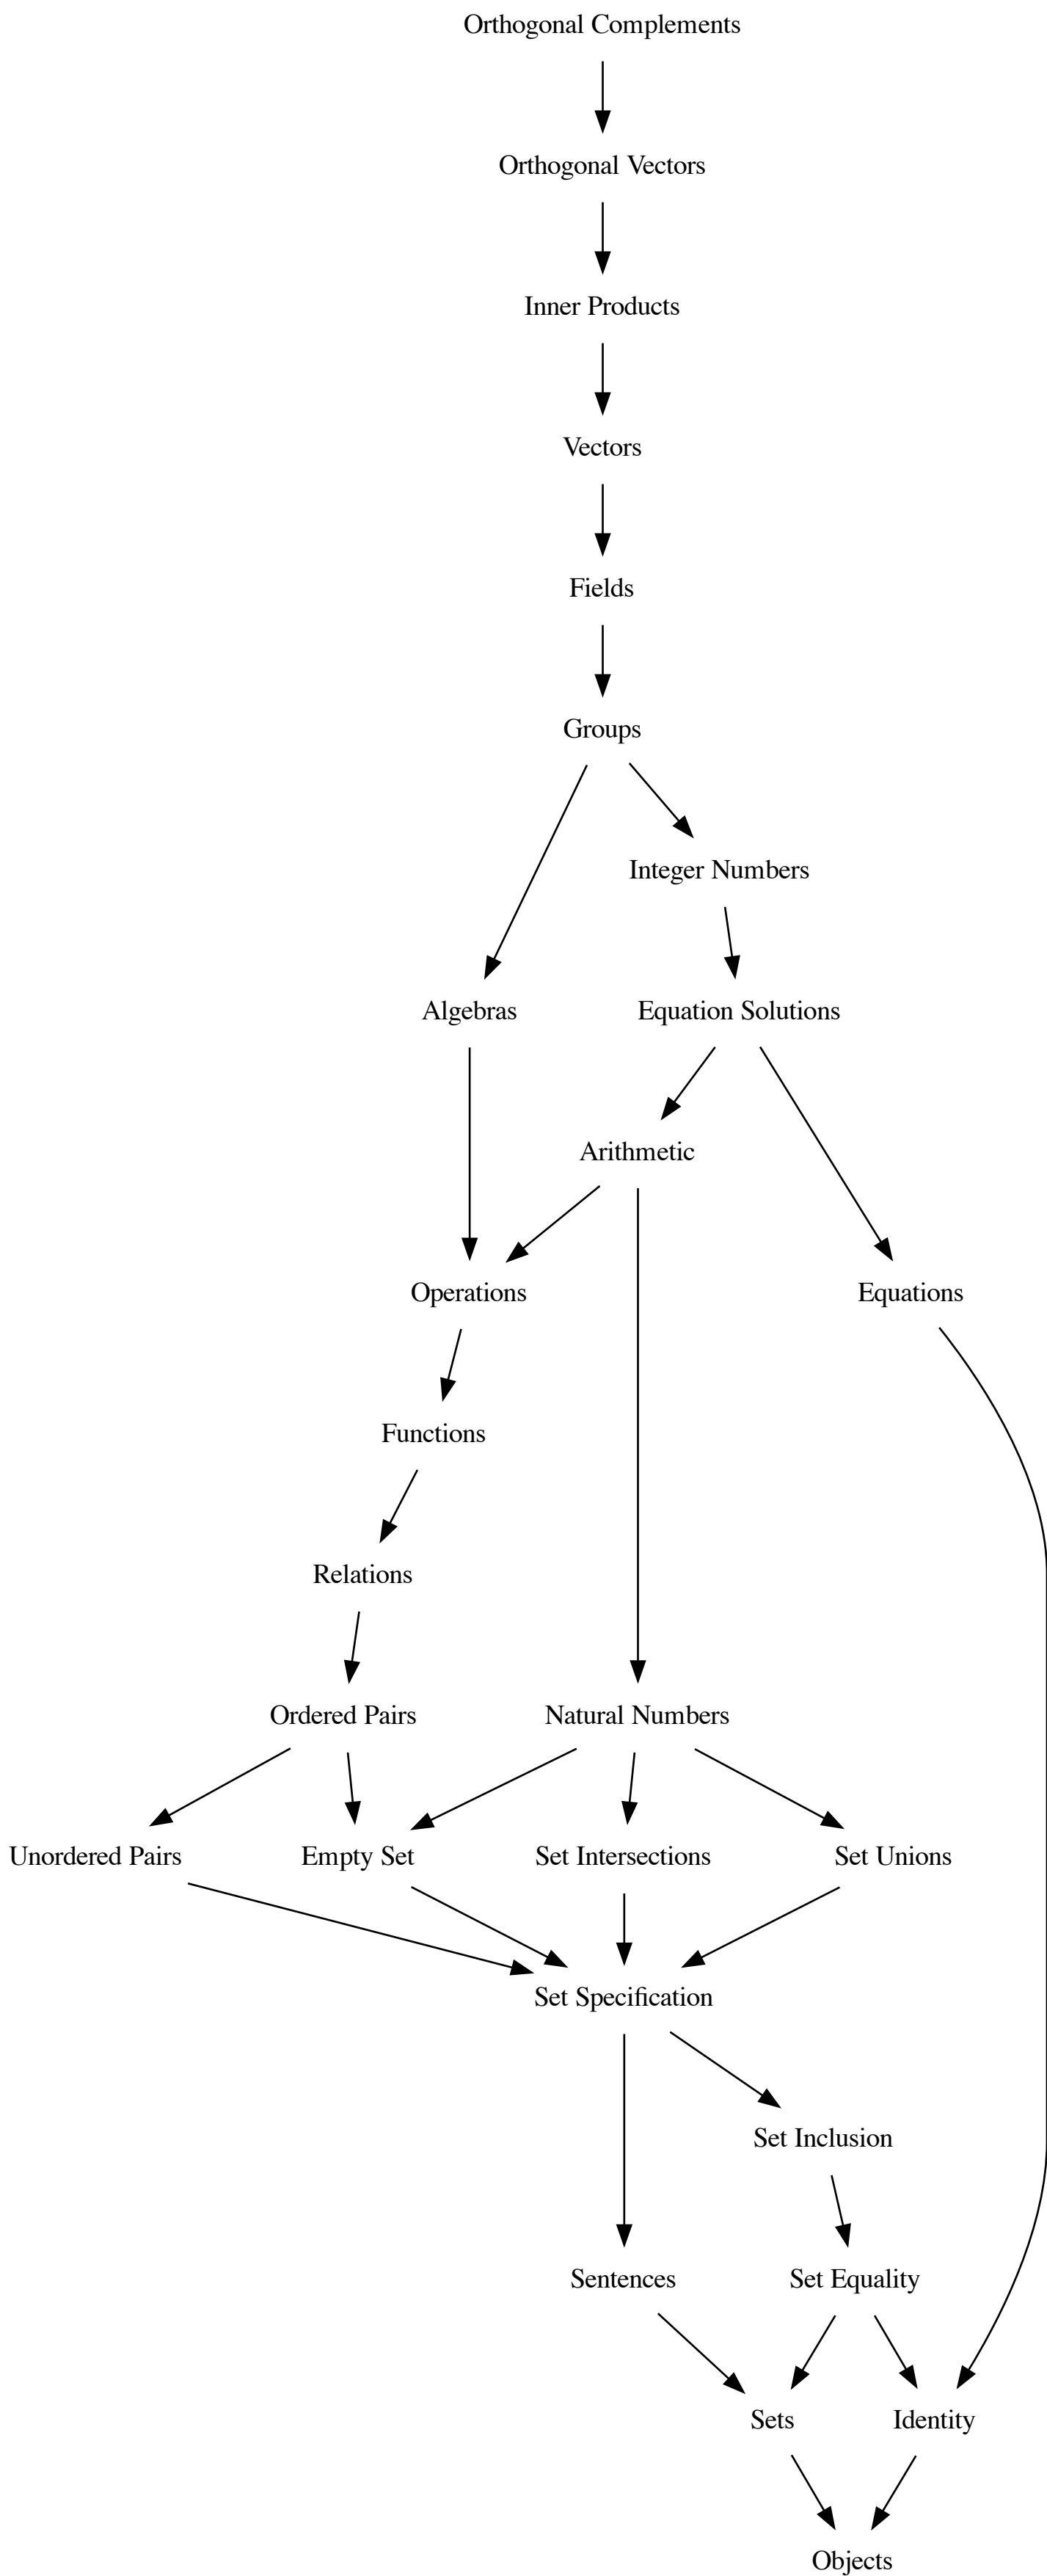 Orthogonal Complements
Orthogonal Vectors
Inner Products
Vectors
Fields
Groups
Integer Numbers
Algebras
Equation Solutions
Arithmetic
Operations
Equations
Functions
Relations
Ordered Pairs
Natural Numbers
Unordered Pairs
Empty Set
Set Intersections
Set Unions
Set Specification
Set Inclusion
Sentences
Set Equality
Sets
Identity
Objects